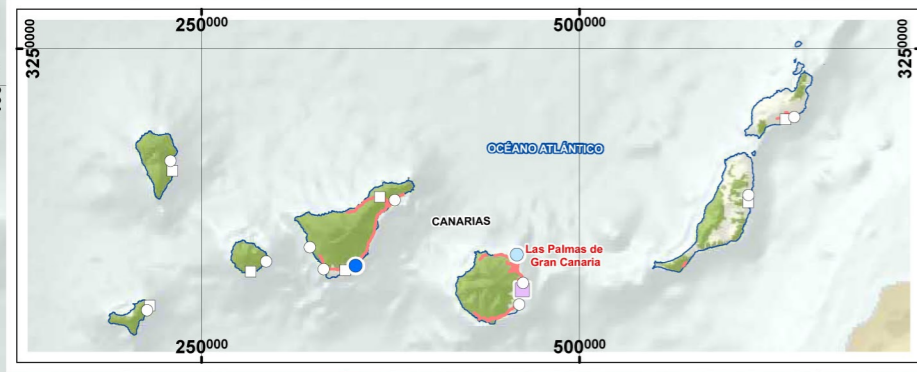 250000
500000
3250000
3250000
OCÉANO ATLÁNTICO
CANARIAS
Las Palmas de
Gran Canaria
250000
500000